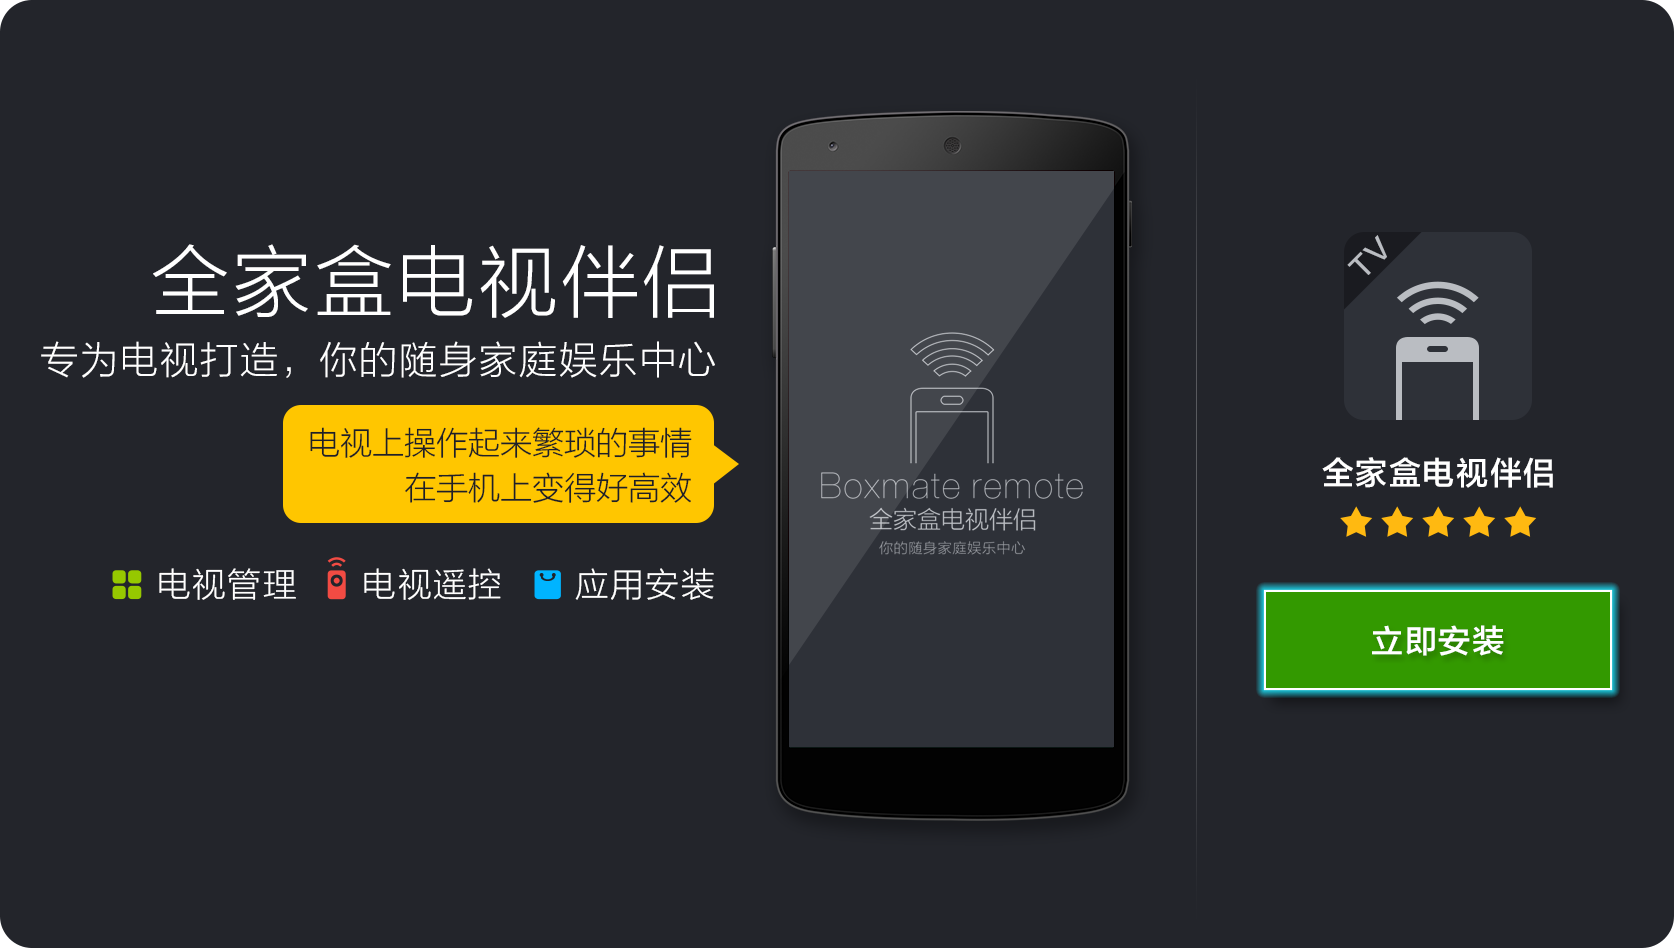 全家盒电视伴侣
专为电视打造，你的随身家庭娱乐中心
电视上操作起来繁琐的事情
在手机上变得好高效
电视管理 电视遥控 应用安装
Boxmate remote
全家盒电视伴侣
你的随身家庭娱乐中心
TV
全家盒电视伴侣
立即安装